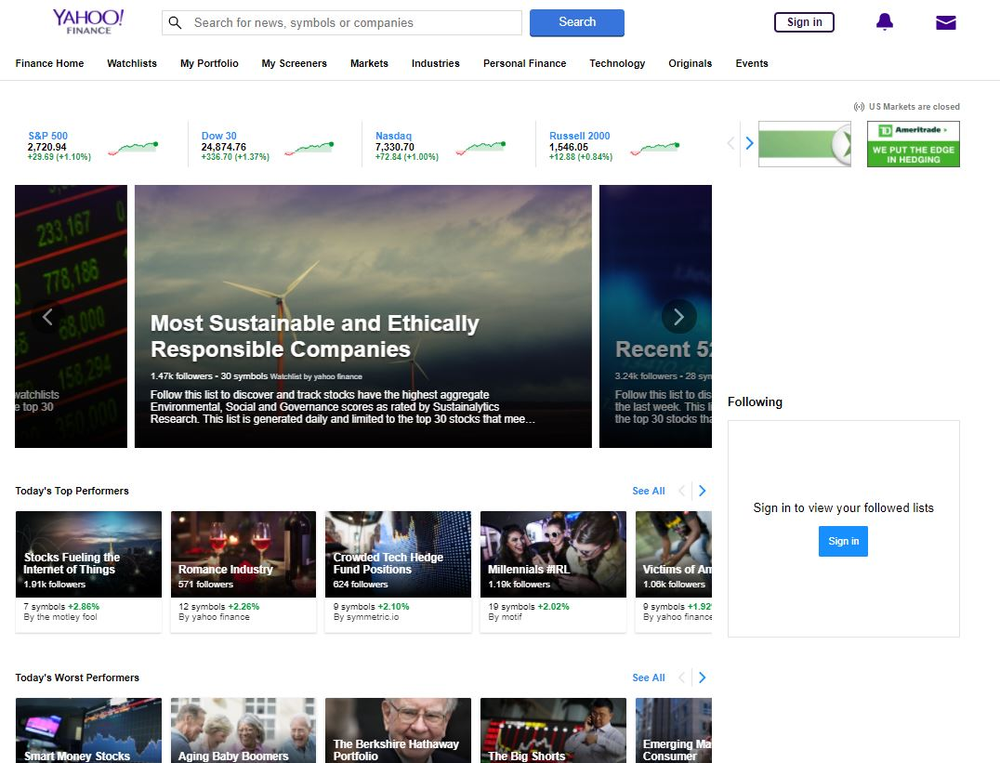 YAHOO!
FINANCE
Search for news, symbols or companies
Search
Sign in
Finance Home
Watchlists
My Portfolio
My Screeners
Markets
Industries
Personal Finance
Technology
Originals
Events
US Markets are closed
S&P 500
2,720.94
+29.69 (+1.10%)
Dow 30
24,874.76
+336.70 (+1.37%)
Nasdaq
7,330.70
+72.84 (+1.00%)
Russell 2000
1,546.05
+12.88 (+0.84%)
TD Ameritrade
WE PUT THE EDGE
IN HEDGING
233,167
778,186
68,000
158,294
watchlists
e top 30
Most Sustainable and Ethically
Responsible Companies
1.47k followers • 30 symbols Watchlist by yahoo finance
Follow this list to discover and track stocks have the highest aggregate
Environmental, Social and Governance scores as rated by Sustainalytics
Research. This list is generated daily and limited to the top 30 stocks that mee…
Recent 52
3.24k followers • 28 sym
Follow this list to dis
the last week. This li
the top 30 stocks tha
Following
Sign in to view your followed lists
Sign in
Today's Top Performers
See All
Stocks Fueling the
Internet of Things
1.91k followers
7 symbols +2.86%
By the motley fool
Romance Industry
571 followers
12 symbols +2.26%
By yahoo finance
Crowded Tech Hedge
Fund Positions
624 followers
9 symbols +2.10%
By symmetric.io
Millennials #IRL
1.19k followers
19 symbols +2.02%
By motif
Victims of Am
1.06k followers
9 symbols +1.92%
By yahoo finance
Today's Worst Performers
See All
Smart Money Stocks
Aging Baby Boomers
The Berkshire Hathaway
Portfolio
The Big Shorts
Emerging Ma
Consumer